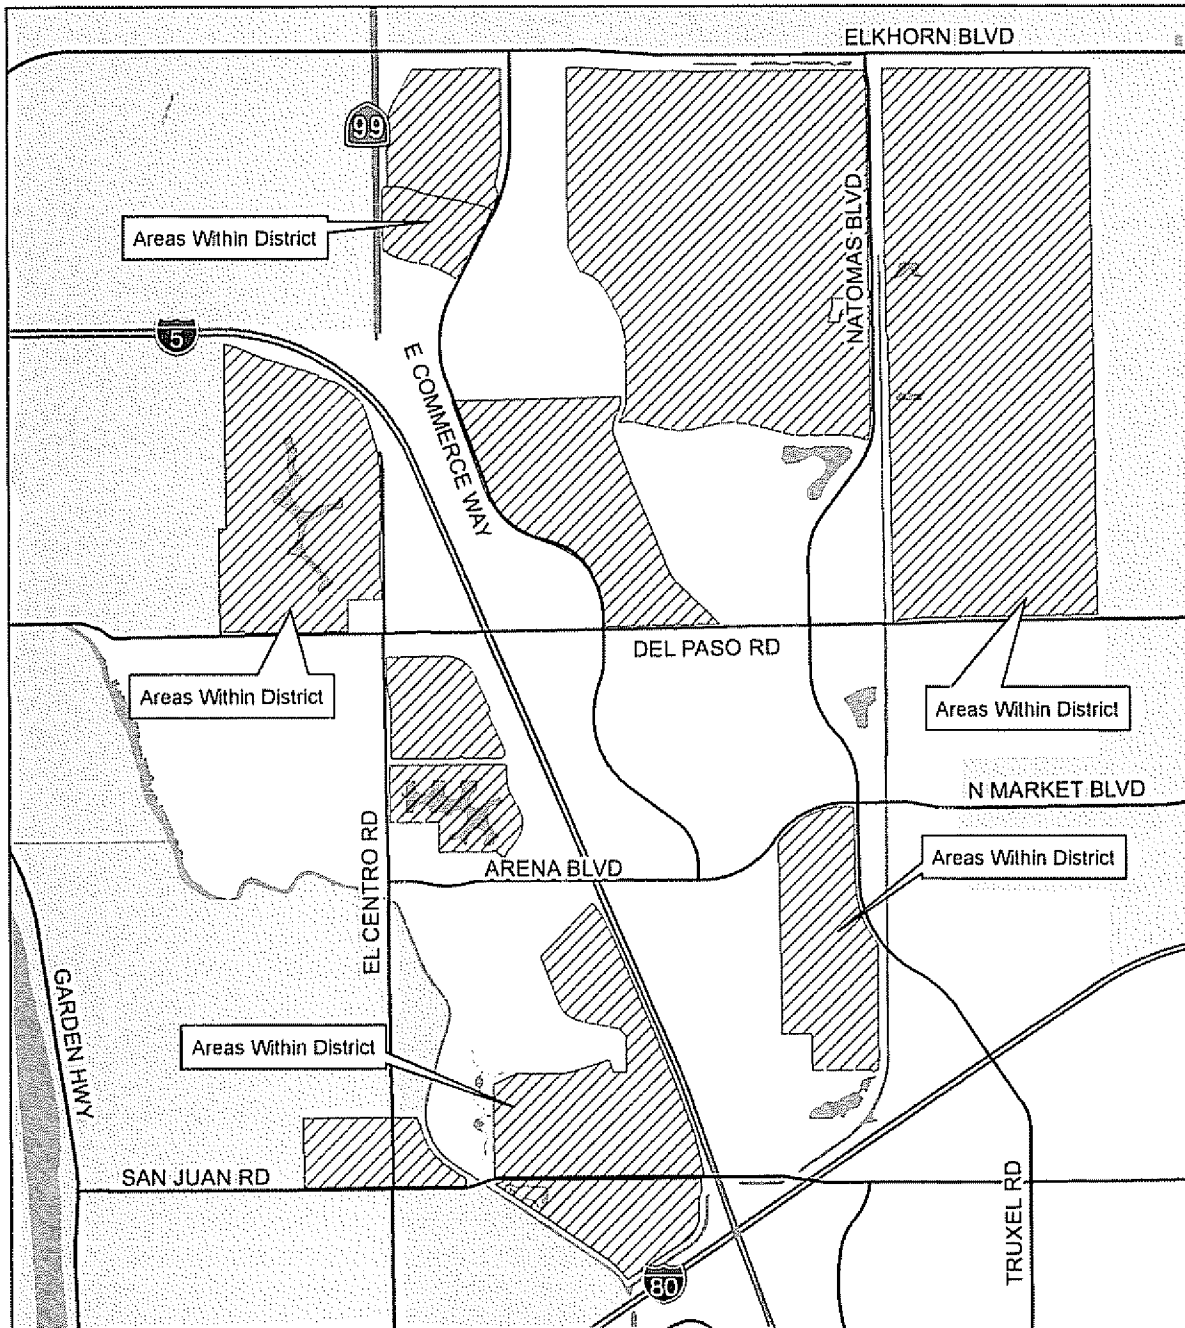 ELKHORN BLVD
99
NATOMAS BLVD
Areas Within District
5
E COMMERCE WAY
DEL PASO RD
Areas Within District
Areas Within District
N MARKET BLVD
EL CENTRO RD
ARENA BLVD
Areas Within District
GARDEN HWY
Areas Within District
SAN JUAN RD
TRUXEL RD
80